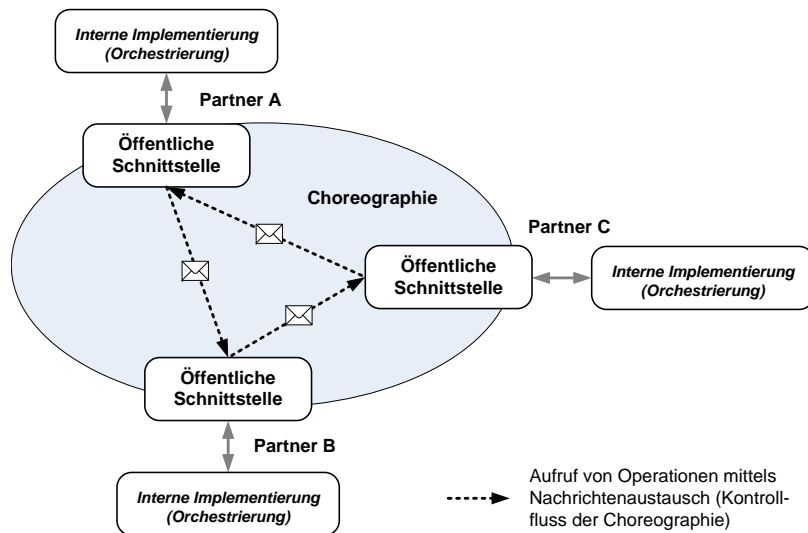 Interne Implementierung
(Orchestrierung)
Partner A
Öffentliche
Schnittstelle
Choreographie
Partner C
Öffentliche
Schnittstelle
Interne Implementierung
(Orchestrierung)
Öffentliche
Schnittstelle
Partner B
Interne Implementierung
(Orchestrierung)
Aufruf von Operationen mittels
Nachrichtenaustausch (Kontroll-
fluss der Choreographie)